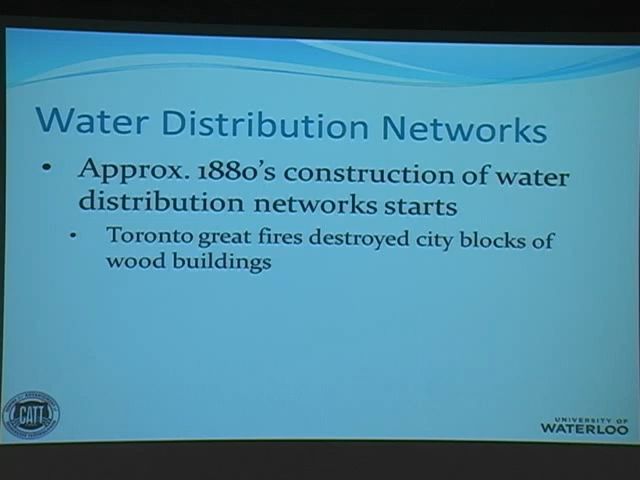 Water Distribution Networks
• Approx. 1880's construction of water
distribution networks starts
• Toronto great fires destroyed city blocks of
wood buildings
CATT
UNIVERSITY OF
WATERLOO